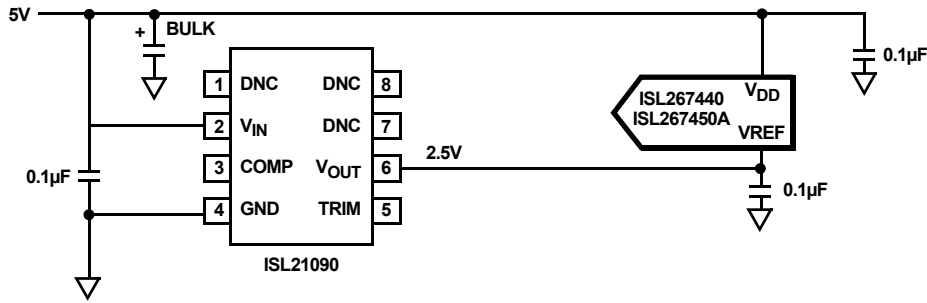 5V
+ BULK
0.1µF
1 DNC DNC 8
ISL267440 VDD
ISL267450A
2 VIN DNC 7
VREF
2.5V
3 COMP VOUT 6
0.1µF
0.1µF
4 GND TRIM 5
ISL21090